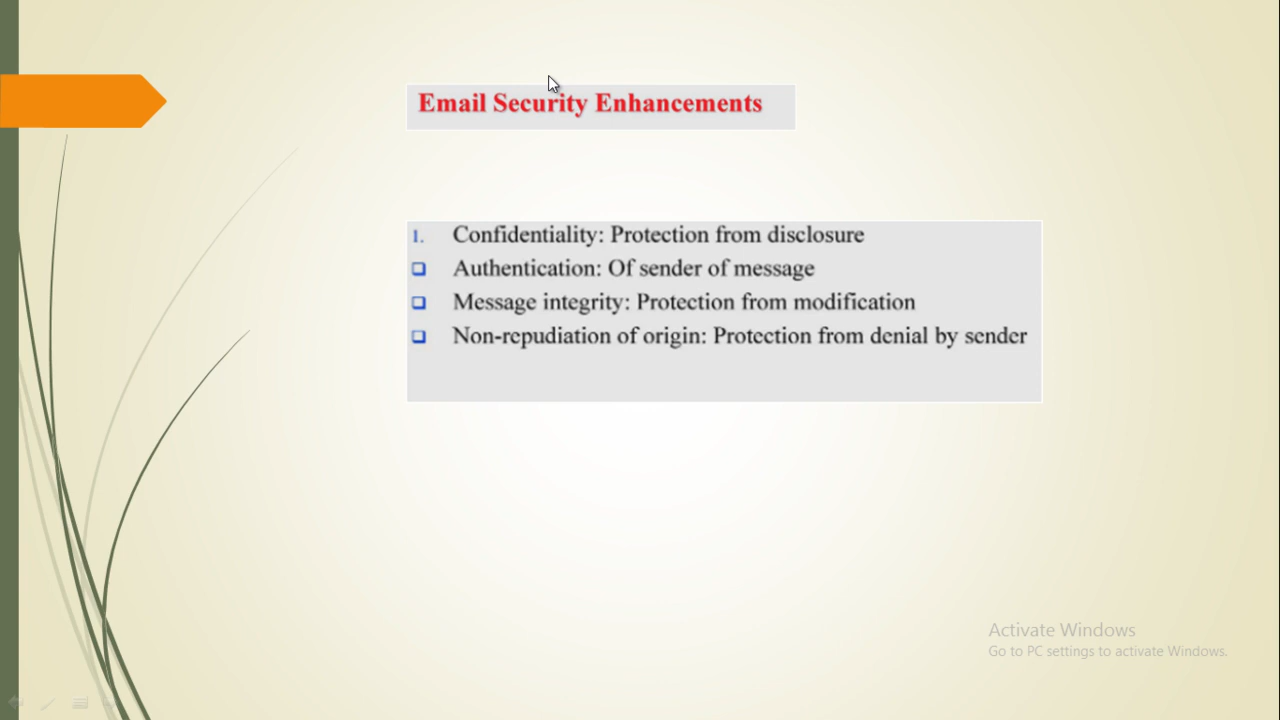 Email Security Enhancements
1. Confidentiality: Protection from disclosure
❑ Authentication: Of sender of message
❑ Message integrity: Protection from modification
❑ Non-repudiation of origin: Protection from denial by sender
Activate Windows
Go to PC settings to activate Windows.